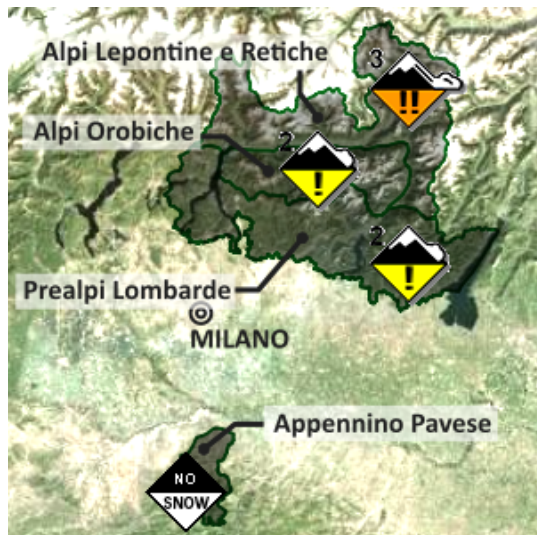 Alpi Lepontine e Retiche
3
!!
Alpi Orobiche
2
!
2
!
Prealpi Lombarde
MILANO
Appennino Pavese
NO
SNOW